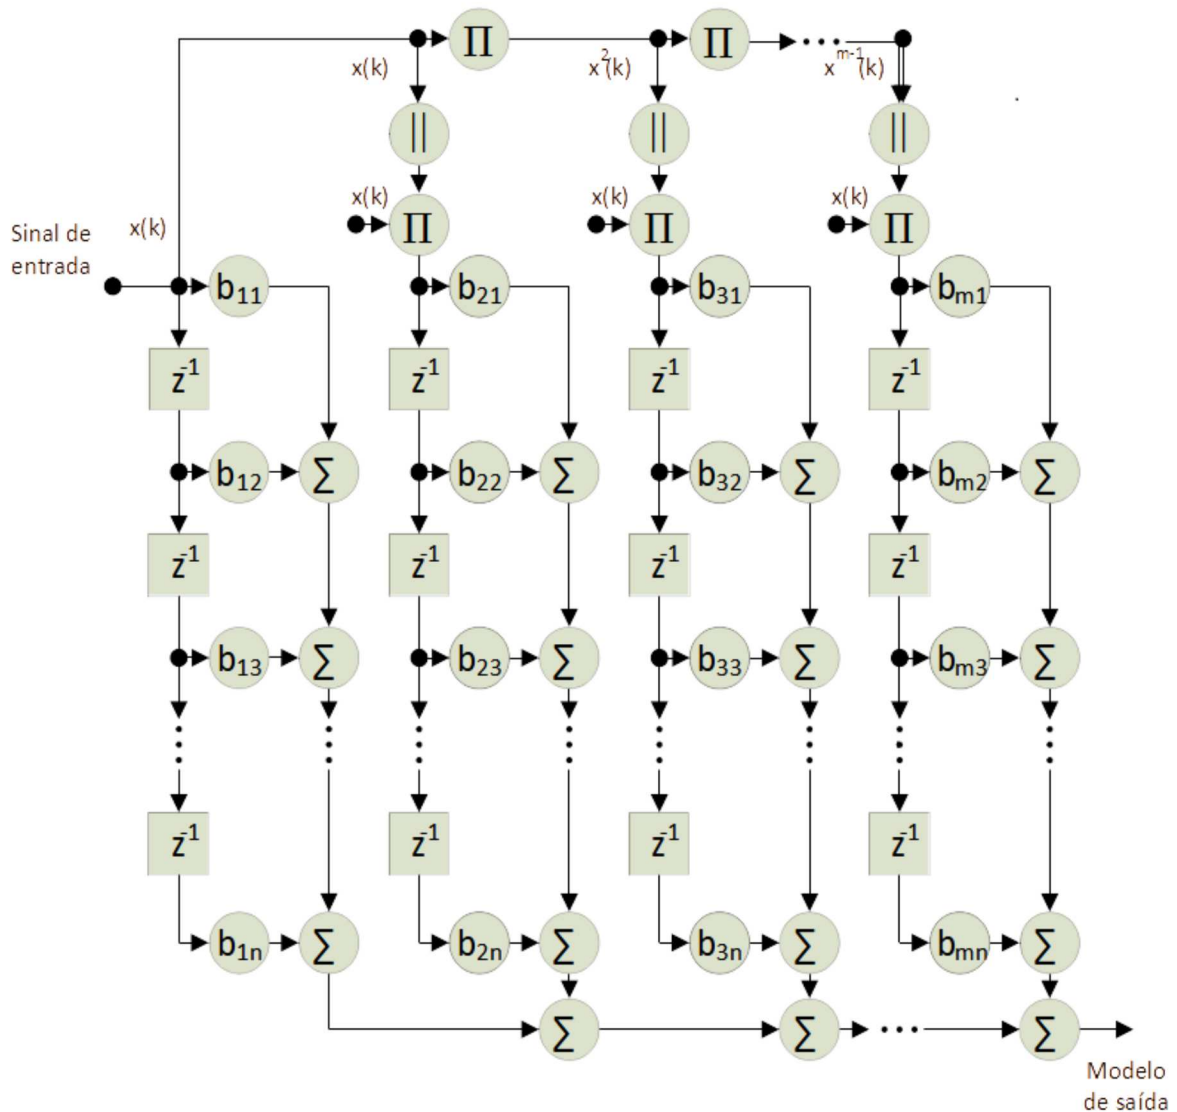 Π Π ...
x(k) x²(k) xᵐ⁻¹(k)
|| || ||
x(k) x(k) x(k)
Π Π Π
Sinal de
entrada
x(k)
b₁₁ b₂₁ b₃₁ bₘ₁
z⁻¹ z⁻¹ z⁻¹ z⁻¹
b₁₂ Σ b₂₂ Σ b₃₂ Σ bₘ₂ Σ
z⁻¹ z⁻¹ z⁻¹ z⁻¹
b₁₃ Σ b₂₃ Σ b₃₃ Σ bₘ₃ Σ
z⁻¹ z⁻¹ z⁻¹ z⁻¹
b₁ₙ Σ b₂ₙ Σ b₃ₙ Σ bₘₙ Σ
Σ Σ ... Σ
Modelo
de saída